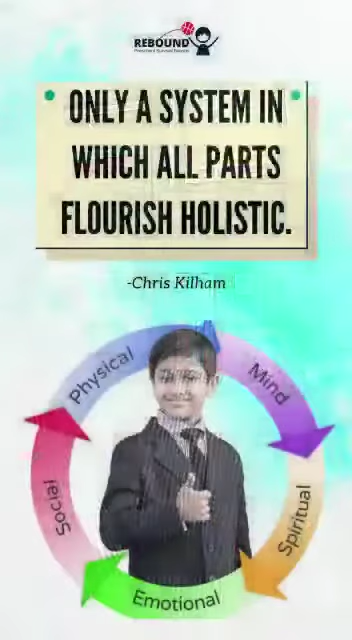 REBOUND
ONLY A SYSTEM IN
WHICH ALL PARTS
FLOURISH HOLISTIC.
-Chris Kilham
Physical
Mind
Social
Spiritual
Emotional